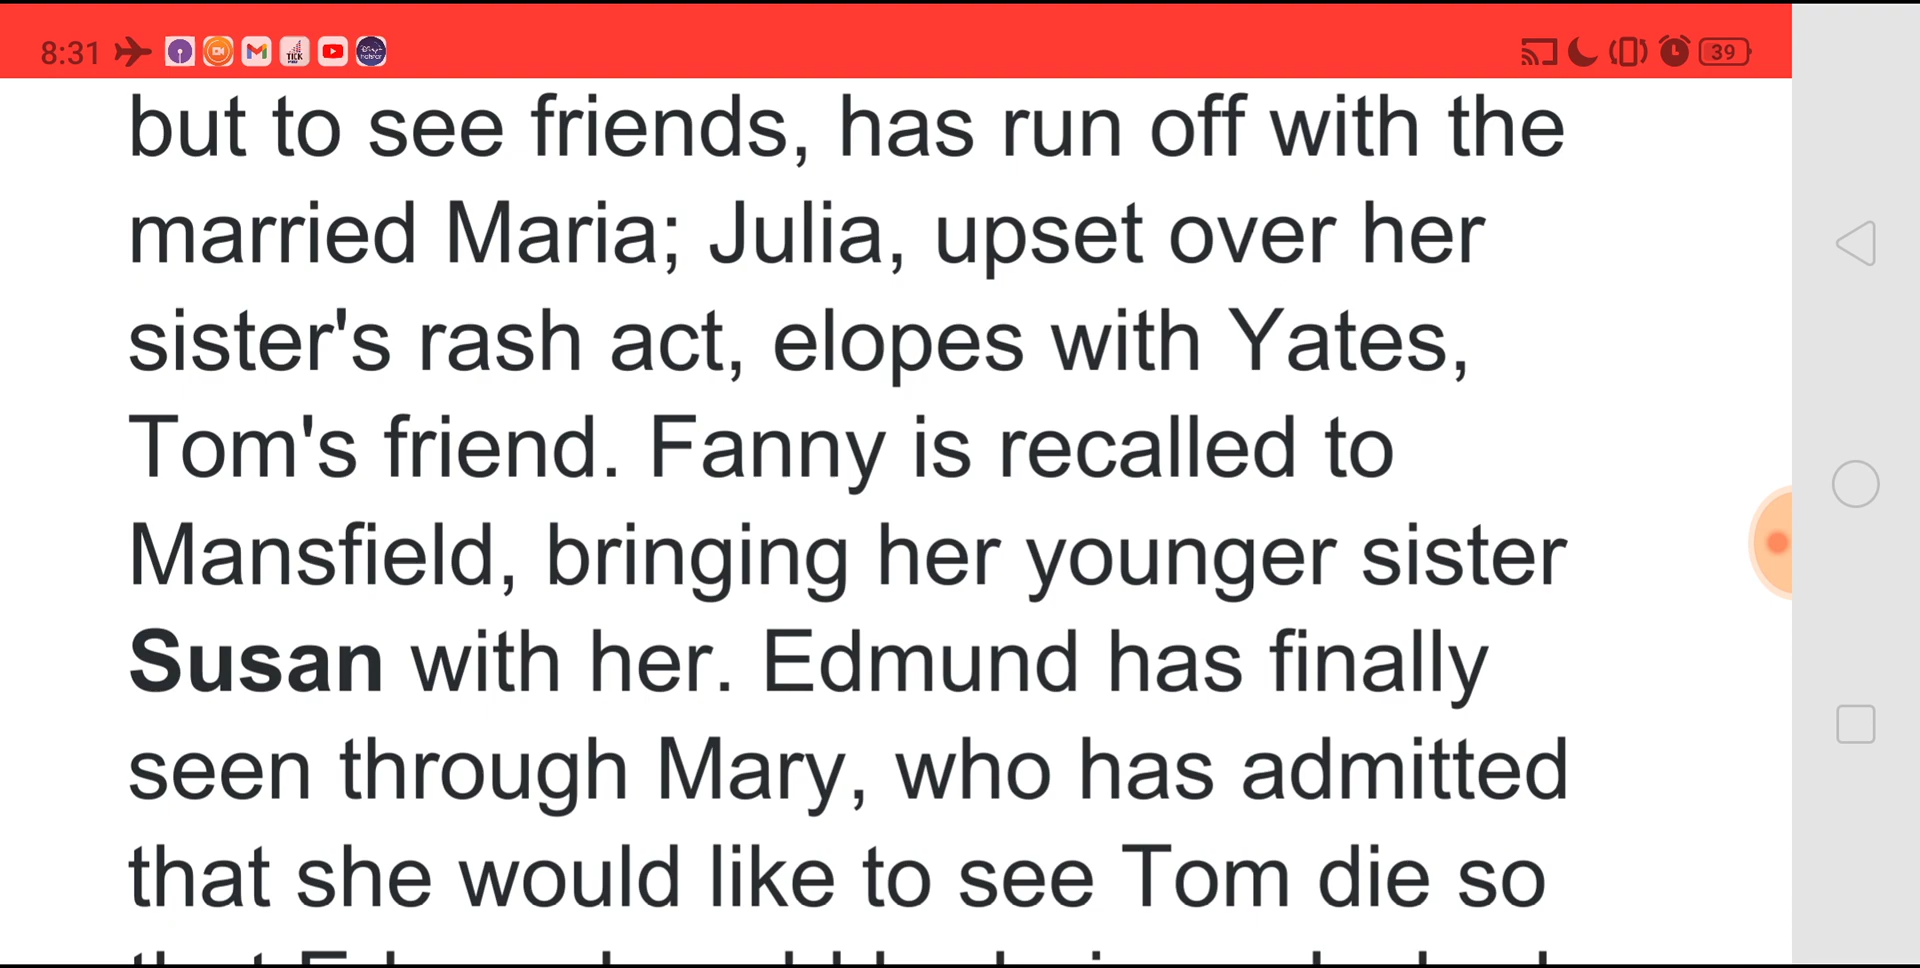 8:31
TICK
hotstar
39
but to see friends, has run off with the
married Maria; Julia, upset over her
sister's rash act, elopes with Yates,
Tom's friend. Fanny is recalled to
Mansfield, bringing her younger sister
Susan with her. Edmund has finally
seen through Mary, who has admitted
that she would like to see Tom die so